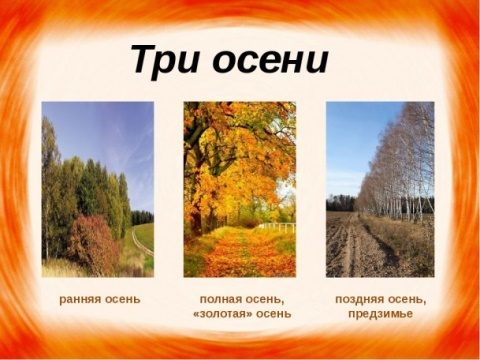 Три осени
ранняя осень
полная осень,
«золотая» осень
поздняя осень,
предзимье